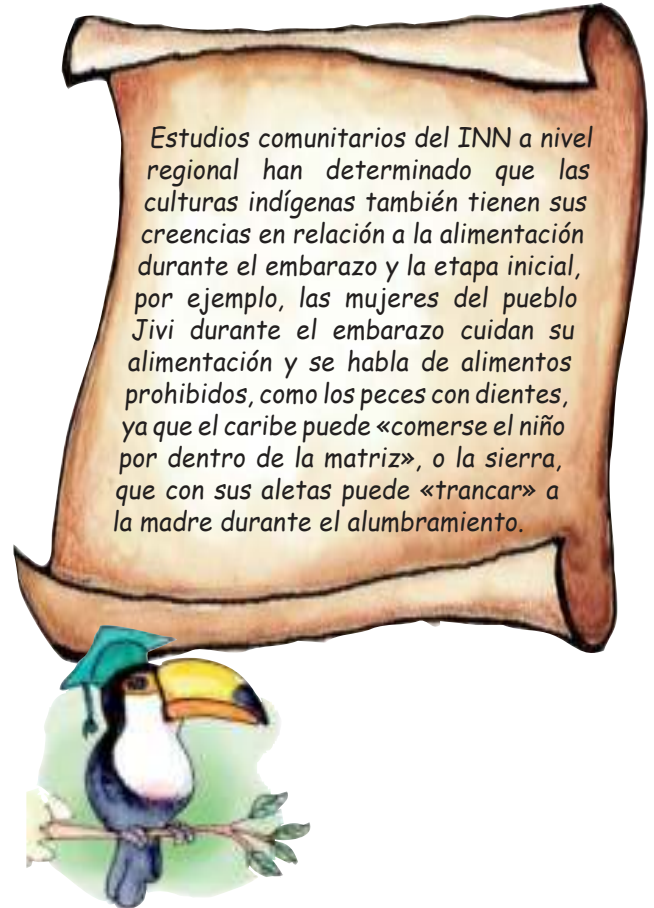 Estudios comunitarios del INN a nivel
regional han determinado que las
culturas indígenas también tienen sus
creencias en relación a la alimentación
durante el embarazo y la etapa inicial,
por ejemplo, las mujeres del pueblo
Jivi durante el embarazo cuidan su
alimentación y se habla de alimentos
prohibidos, como los peces con dientes,
ya que el caribe puede «comerse el niño
por dentro de la matriz», o la sierra,
que con sus aletas puede «trancar» a
la madre durante el alumbramiento.